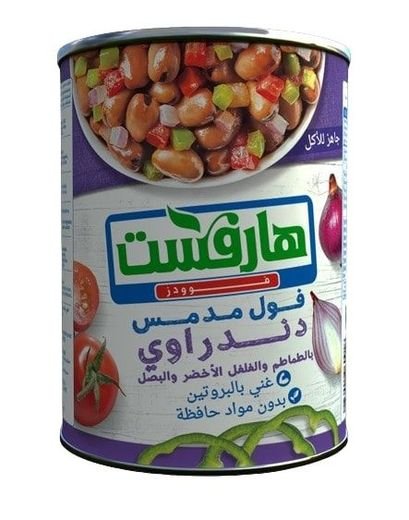 جاهز للأكل
هارفست
فوودز
فول مدمس
دندراوي
بالطماطم والفلفل الأخضر والبصل
غني بالبروتين
بدون مواد حافظة